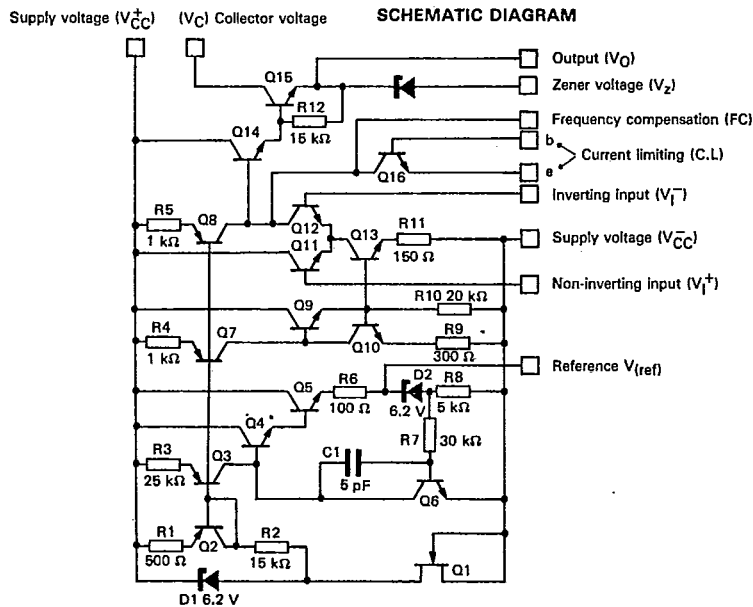 SCHEMATIC DIAGRAM
Supply voltage (V+CC)
(VC) Collector voltage
Output (VO)
Zener voltage (Vz)
Frequency compensation (FC)
b
Current limiting (C.L)
e
Inverting input (VI−)
Supply voltage (V−CC)
Non-inverting input (VI+)
Reference V(ref)
Q15
R12
15 kΩ
Q14
Q16
R5
1 kΩ
Q8
Q12
Q11
Q13
R11
150 Ω
Q9
R10 20 kΩ
R4
1 kΩ
Q7
Q10
R9
300 Ω
Q5
R6
100 Ω
D2
6.2 V
R8
5 kΩ
Q4
R7
30 kΩ
R3
25 kΩ
Q3
C1
5 pF
Q6
R1
500 Ω
Q2
R2
15 kΩ
Q1
D1 6.2 V